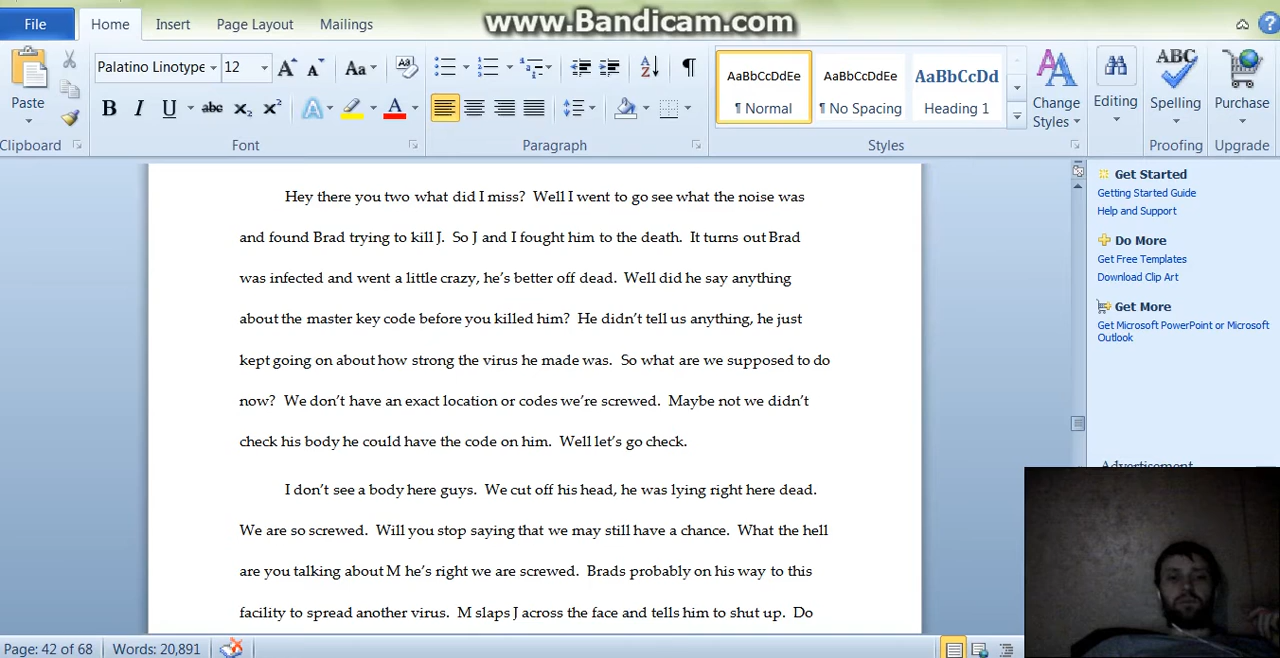 www.Bandicam.com
File Home Insert Page Layout Mailings
Palatino Linotype 12
Aa
B I U abc X₂ X²
A A
AaBbCcDdEe AaBbCcDdEe AaBbCcDd
¶ Normal ¶ No Spacing Heading 1
Paste
Change Styles
Editing
ABC Spelling
Purchase
Clipboard Font Paragraph Styles Proofing Upgrade
Hey there you two what did I miss?  Well I went to go see what the noise was
and found Brad trying to kill J.  So J and I fought him to the death.  It turns out Brad
was infected and went a little crazy, he’s better off dead.  Well did he say anything
about the master key code before you killed him?  He didn’t tell us anything, he just
kept going on about how strong the virus he made was.  So what are we supposed to do
now?  We don’t have an exact location or codes we’re screwed.  Maybe not we didn’t
check his body he could have the code on him.  Well let’s go check.
I don’t see a body here guys.  We cut off his head, he was lying right here dead.
We are so screwed.  Will you stop saying that we may still have a chance.  What the hell
are you talking about M he’s right we are screwed.  Brads probably on his way to this
facility to spread another virus.  M slaps J across the face and tells him to shut up.  Do
Get Started
Getting Started Guide
Help and Support
Do More
Get Free Templates
Download Clip Art
Get More
Get Microsoft PowerPoint or Microsoft
Outlook
Advertisement
Page: 42 of 68 Words: 20,891